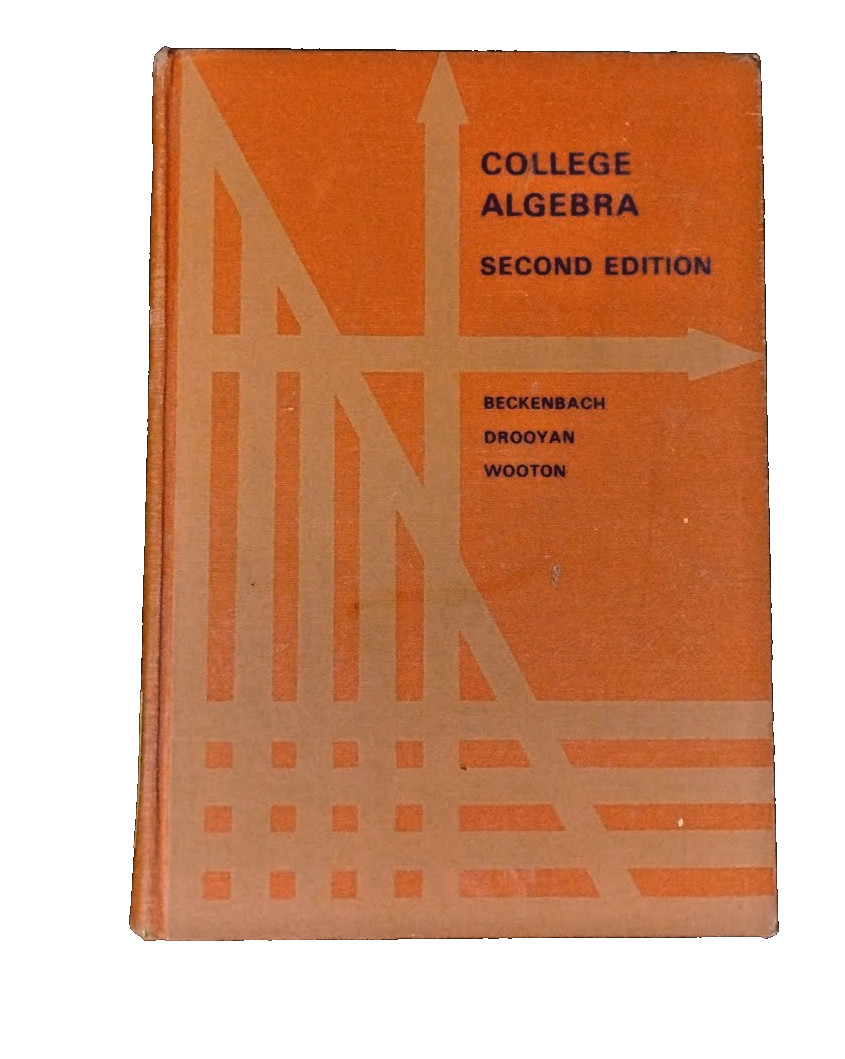 COLLEGE
ALGEBRA
SECOND EDITION
BECKENBACH
DROOYAN
WOOTON